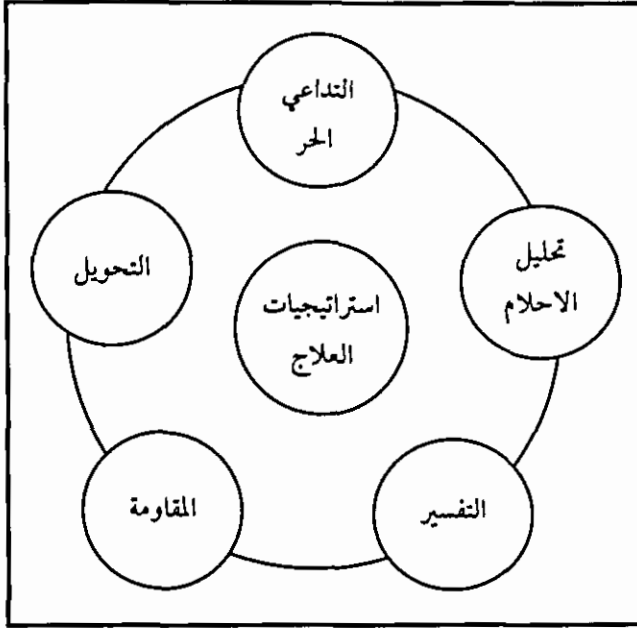 التداعي
الحر
تحليل
الاحلام
التفسير
المقاومة
التحويل
استراتيجيات
العلاج